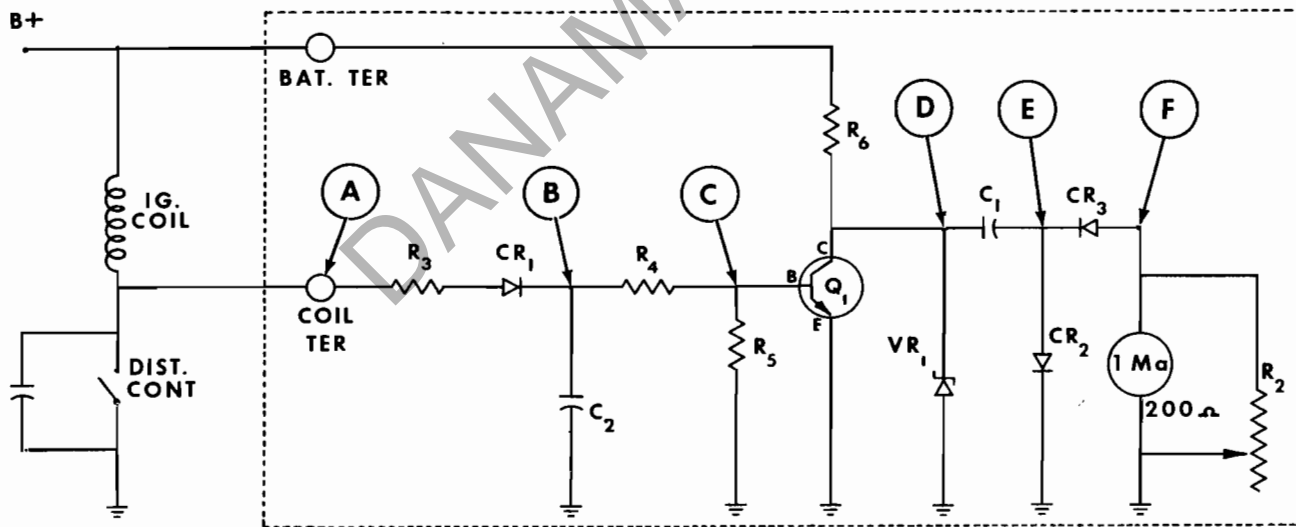 B+
BAT. TER
DANAMA
D
E
F
R6
IG. COIL
A
B
C
C1
CR3
R3
CR1
R4
C
B
Q1
E
COIL TER
DIST. CONT
R5
VR1
CR2
1 Ma
R2
200 Ω
C2